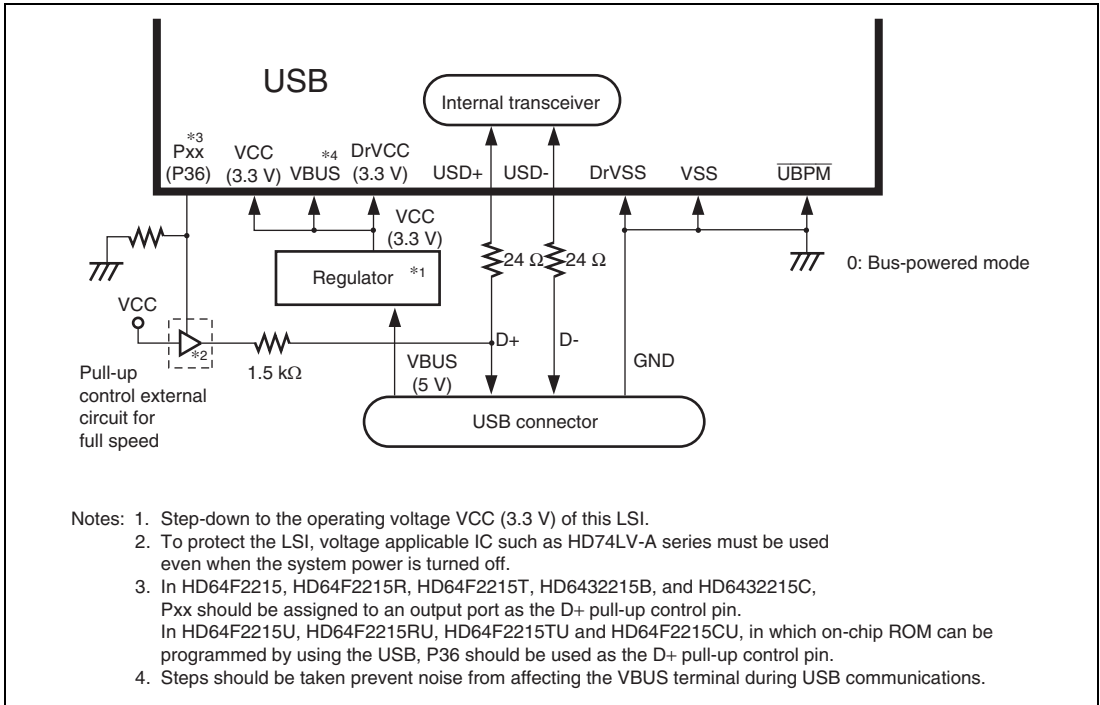 USB
Internal transceiver
*3
Pxx
(P36)
VCC
(3.3 V)
*4
VBUS
DrVCC
(3.3 V)
USD+
USD-
DrVSS
VSS
UBPM
VCC
(3.3 V)
24 Ω
24 Ω
Regulator *1
0: Bus-powered mode
VCC
*2
1.5 kΩ
D+
D-
VBUS
(5 V)
GND
Pull-up
control external
circuit for
full speed
USB connector
Notes: 1. Step-down to the operating voltage VCC (3.3 V) of this LSI.
2. To protect the LSI, voltage applicable IC such as HD74LV-A series must be used
even when the system power is turned off.
3. In HD64F2215, HD64F2215R, HD64F2215T, HD6432215B, and HD6432215C,
Pxx should be assigned to an output port as the D+ pull-up control pin.
In HD64F2215U, HD64F2215RU, HD64F2215TU and HD64F2215CU, in which on-chip ROM can be
programmed by using the USB, P36 should be used as the D+ pull-up control pin.
4. Steps should be taken prevent noise from affecting the VBUS terminal during USB communications.